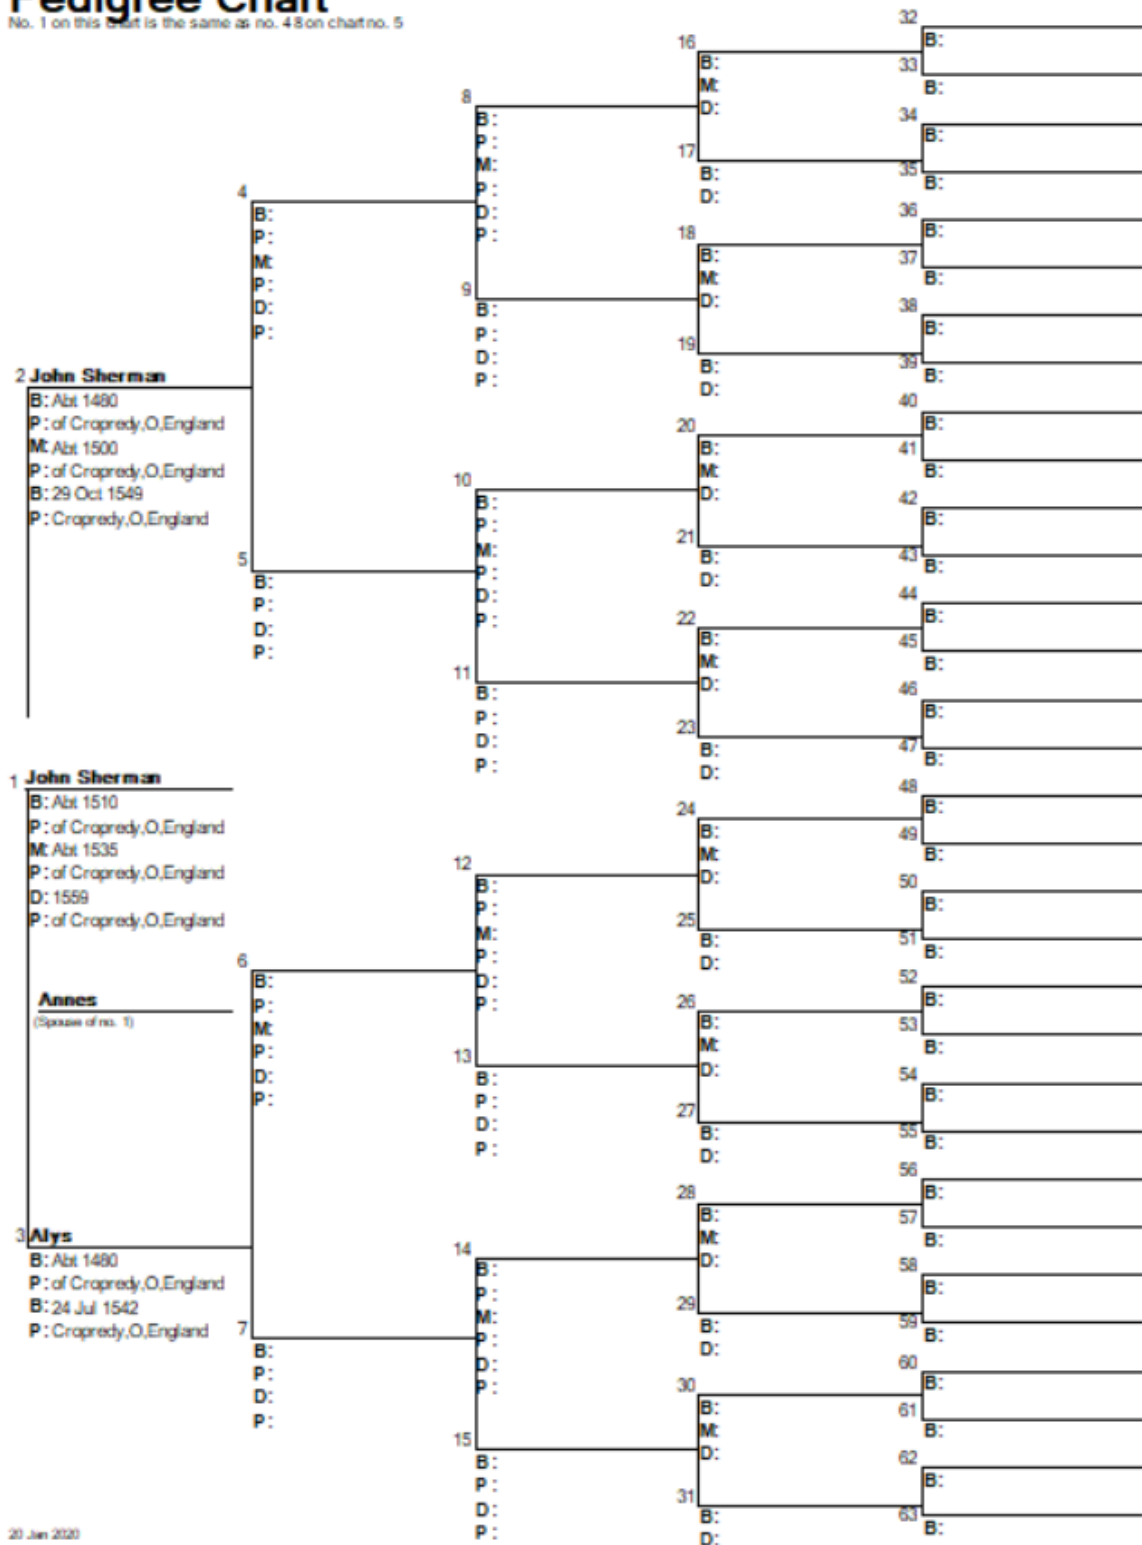 Pedigree Chart
No. 1 on this chart is the same as no. 48 on chart no. 5
2 John Sherman
B: Abt 1480
P: of Cropredy,O,England
M: Abt 1500
P: of Cropredy,O,England
B: 29 Oct 1549
P: Cropredy,O,England
1 John Sherman
B: Abt 1510
P: of Cropredy,O,England
M: Abt 1535
P: of Cropredy,O,England
D: 1559
P: of Cropredy,O,England
Annes
(Spouse of no. 1)
3 Alys
B: Abt 1480
P: of Cropredy,O,England
B: 24 Jul 1542
P: Cropredy,O,England
20 Jan 2020
4
B:
P:
M:
P:
D:
P:
5
B:
P:
D:
P:
6
B:
P:
M:
P:
D:
P:
7
B:
P:
D:
P:
8
B:
P:
M:
P:
D:
P:
9
B:
P:
D:
P:
10
B:
P:
M:
P:
D:
P:
11
B:
P:
D:
P:
12
B:
P:
M:
P:
D:
P:
13
B:
P:
D:
P:
14
B:
P:
M:
P:
D:
P:
15
B:
P:
D:
P:
16
B:
M:
D:
17
B:
D:
18
B:
M:
D:
19
B:
D:
20
B:
M:
D:
21
B:
D:
22
B:
M:
D:
23
B:
D:
24
B:
M:
D:
25
B:
D:
26
B:
M:
D:
27
B:
D:
28
B:
M:
D:
29
B:
D:
30
B:
M:
D:
31
B:
D:
32
B:
33
B:
34
B:
35
B:
36
B:
37
B:
38
B:
39
B:
40
B:
41
B:
42
B:
43
B:
44
B:
45
B:
46
B:
47
B:
48
B:
49
B:
50
B:
51
B:
52
B:
53
B:
54
B:
55
B:
56
B:
57
B:
58
B:
59
B:
60
B:
61
B:
62
B:
63
B: